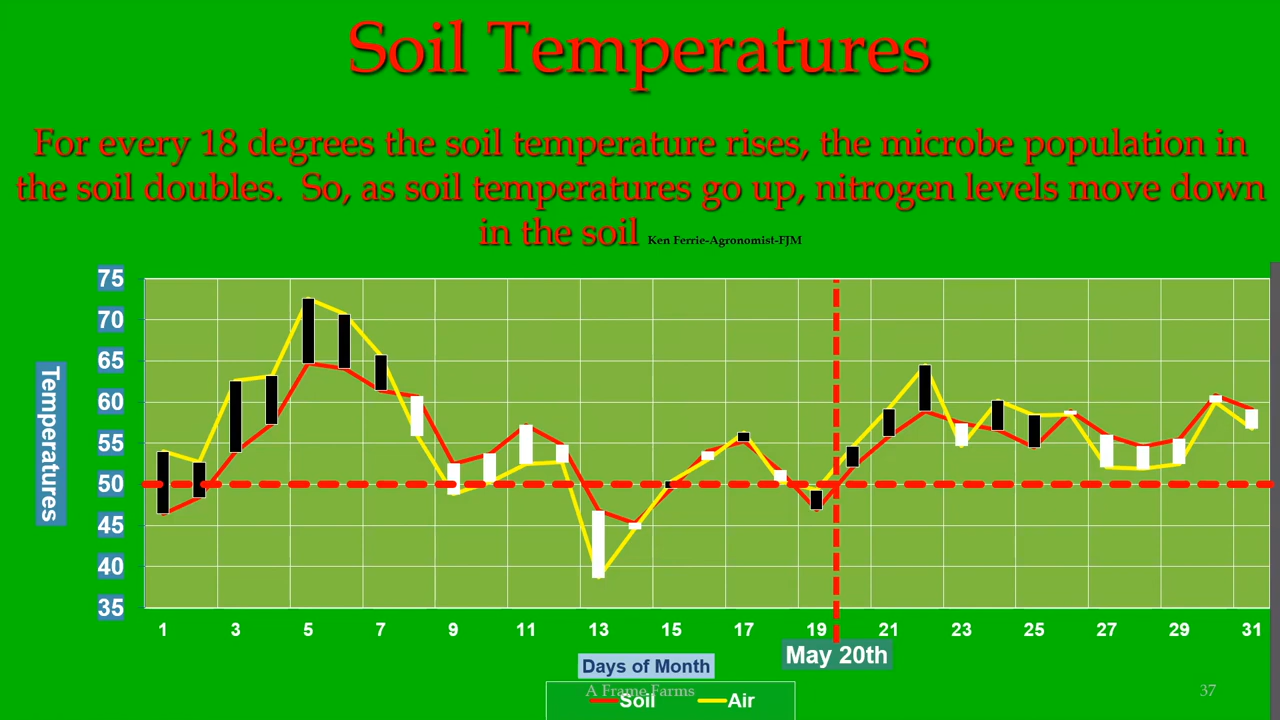 Soil Temperatures
For every 18 degrees the soil temperature rises, the microbe population in
the soil doubles.  So, as soil temperatures go up, nitrogen levels move down
in the soil Ken Ferrie-Agronomist-FJM
75
70
65
60
55
50
45
40
35
Temperatures
1 3 5 7 9 11 13 15 17 19 21 23 25 27 29 31
May 20th
Days of Month
A Frame Farms
37
Soil Air